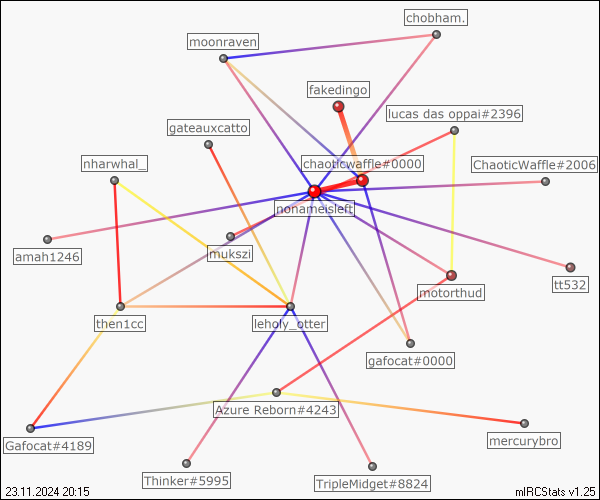 chobham.
moonraven
fakedingo
lucas das oppai#2396
gateauxcatto
nharwhal_
chaoticwaffle#0000
ChaoticWaffle#2006
nonameisleft
amah1246
mukszi
tt532
motorthud
then1cc
leholy_otter
gafocat#0000
Azure Reborn#4243
Gafocat#4189
mercurybro
Thinker#5995
TripleMidget#8824
23.11.2024 20:15
mIRCStats v1.25